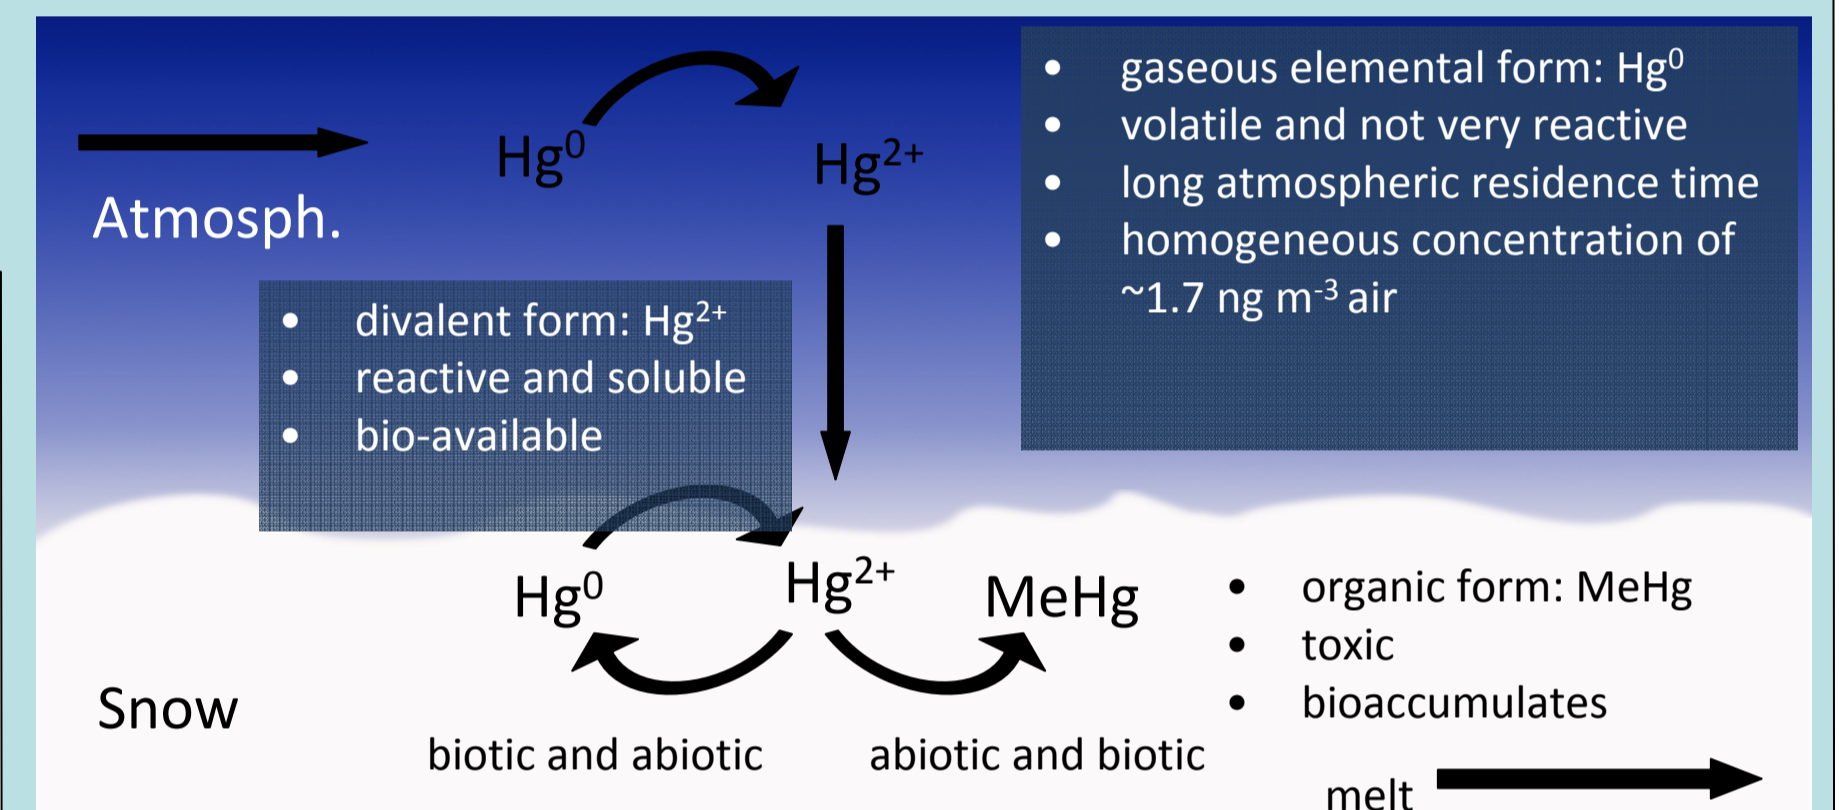 Hg⁰
Hg²⁺
Atmosph.
• gaseous elemental form: Hg⁰
• volatile and not very reactive
• long atmospheric residence time
• homogeneous concentration of
~1.7 ng m⁻³ air
• divalent form: Hg²⁺
• reactive and soluble
• bio-available
Hg⁰
Hg²⁺
MeHg
• organic form: MeHg
• toxic
• bioaccumulates
Snow
biotic and abiotic
abiotic and biotic
melt